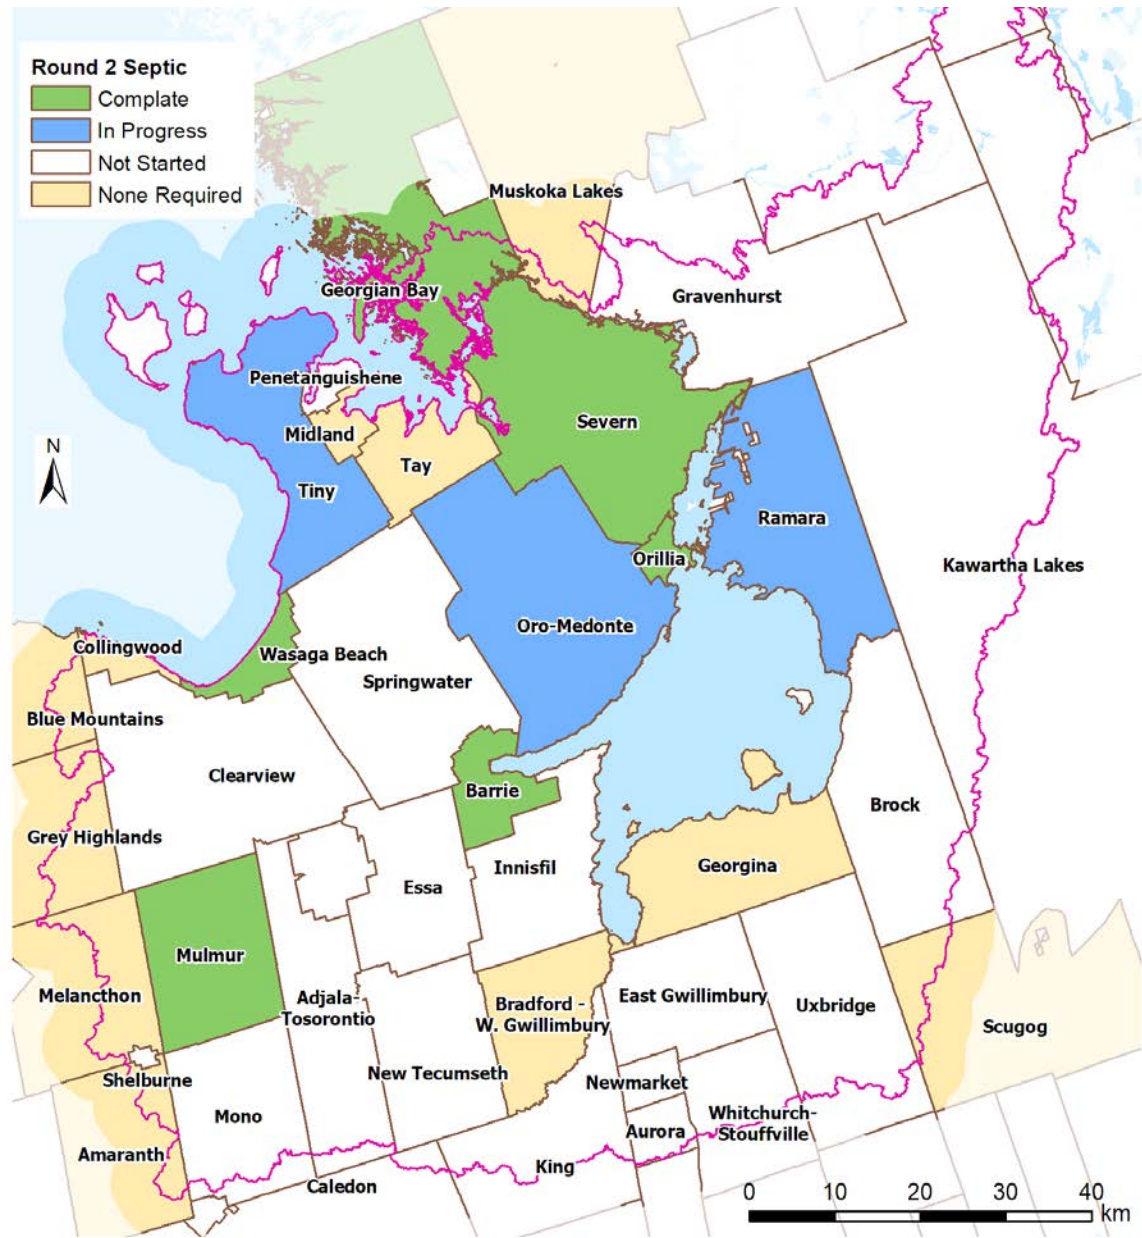 Round 2 Septic
Complate
In Progress
Not Started
None Required
Muskoka Lakes
Georgian Bay
Gravenhurst
Penetanguishene
Severn
Midland
Tay
N
Tiny
Ramara
Orillia
Kawartha Lakes
Oro-Medonte
Collingwood
Wasaga Beach
Springwater
Blue Mountains
Clearview
Barrie
Brock
Grey Highlands
Georgina
Innisfil
Essa
Mulmur
Melancthon
Adjala-
Tosorontio
Bradford -
W. Gwillimbury
East Gwillimbury
Uxbridge
Scugog
Shelburne
New Tecumseth
Newmarket
Mono
Whitchurch-
Stouffville
Aurora
Amaranth
King
Caledon
0 10 20 30 40
km